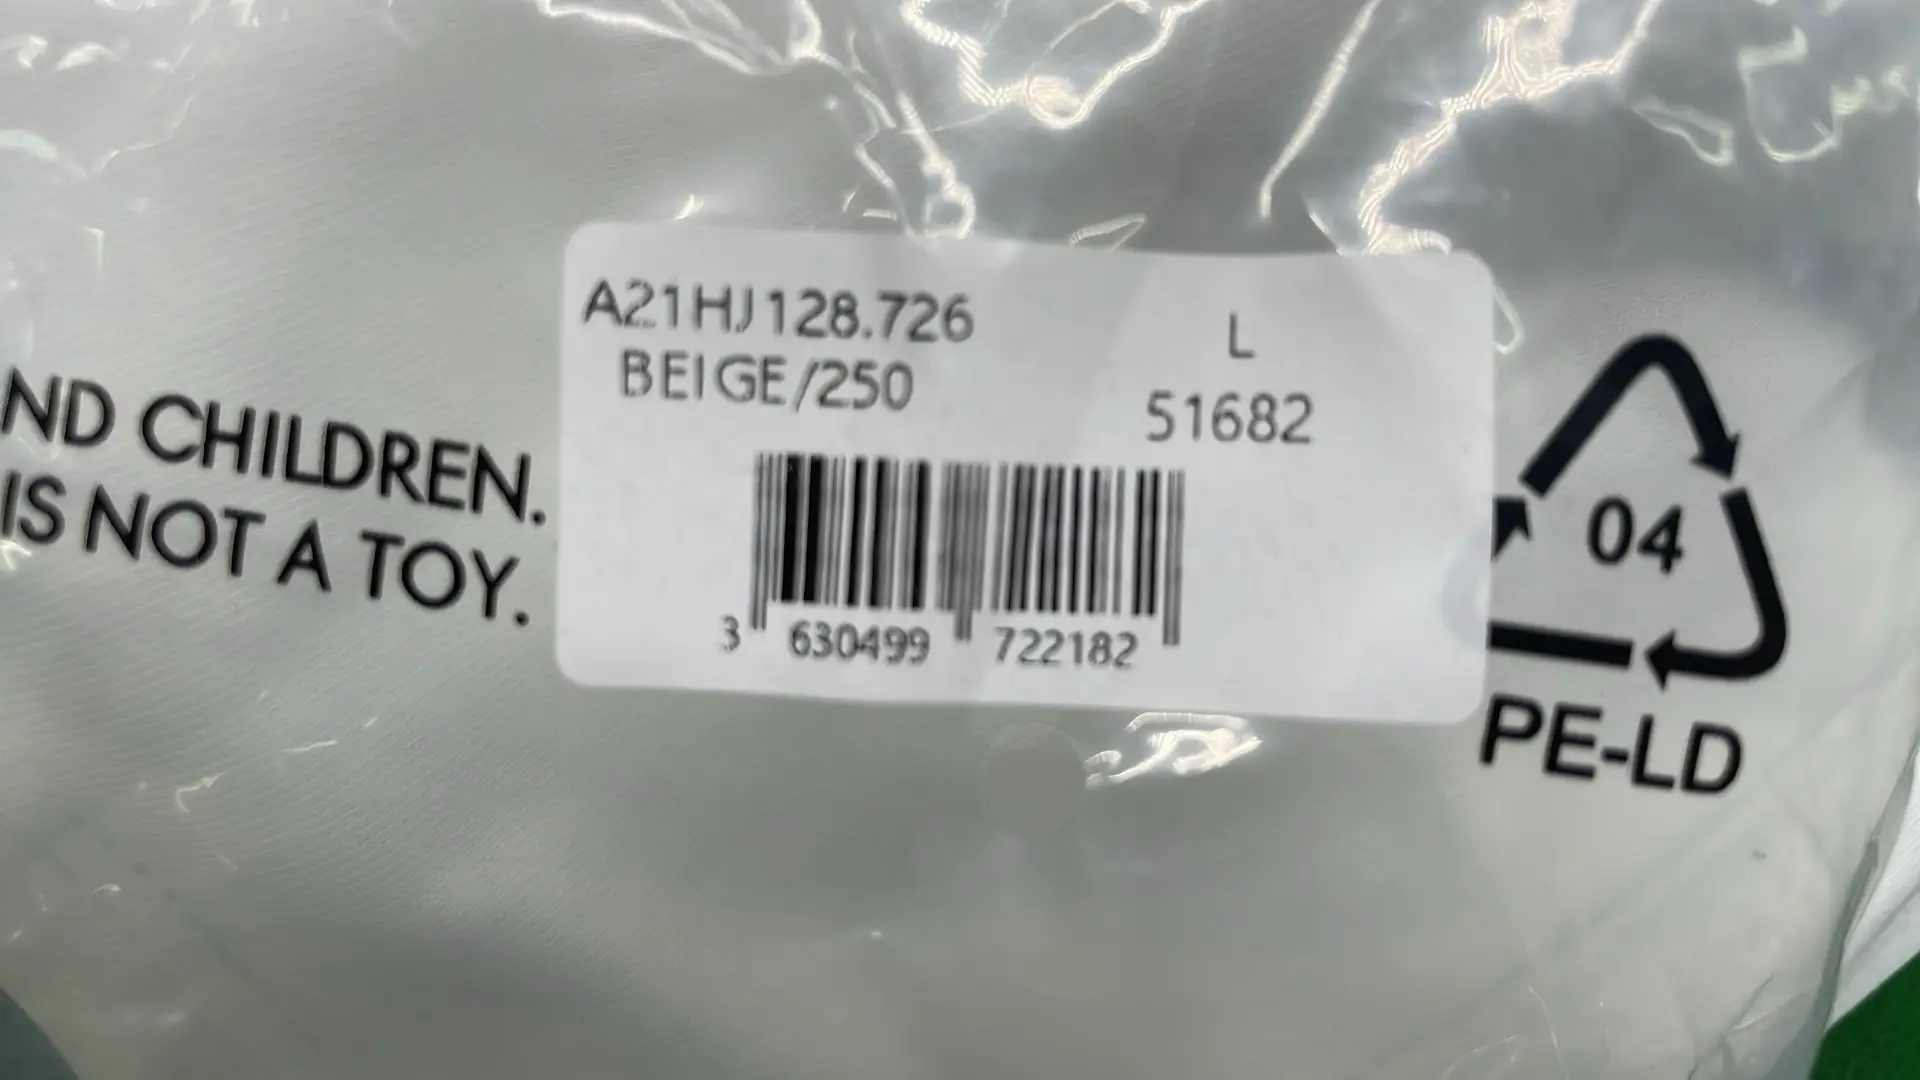 A21HJ128.726
L
BEIGE/250
51682
ND CHILDREN.
IS NOT A TOY.
3 630499 722182
04
PE-LD